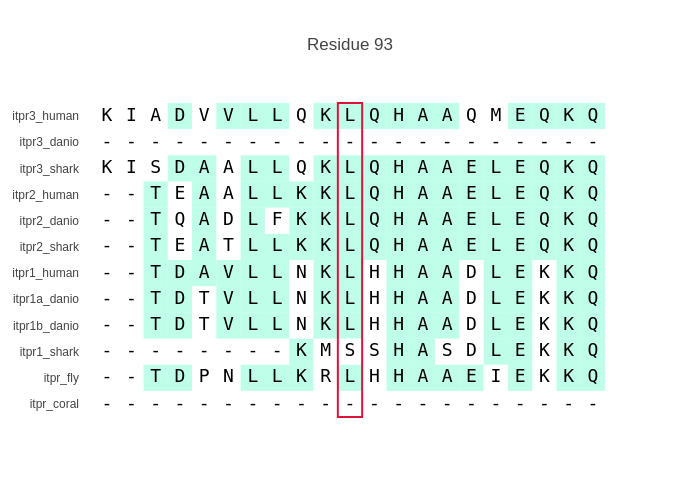 Residue 93
itpr3_human K I A D V V L L Q K L Q H A A Q M E Q K Q
itpr3_danio - - - - - - - - - - - - - - - - - - - - -
itpr3_shark K I S D A A L L Q K L Q H A A E L E Q K Q
itpr2_human - - T E A A L L K K L Q H A A E L E Q K Q
itpr2_danio - - T Q A D L F K K L Q H A A E L E Q K Q
itpr2_shark - - T E A T L L K K L Q H A A E L E Q K Q
itpr1_human - - T D A V L L N K L H H A A D L E K K Q
itpr1a_danio - - T D T V L L N K L H H A A D L E K K Q
itpr1b_danio - - T D T V L L N K L H H A A D L E K K Q
itpr1_shark - - - - - - - - K M S S H A S D L E K K Q
itpr_fly - - T D P N L L K R L H H A A E I E K K Q
itpr_coral - - - - - - - - - - - - - - - - - - - - -